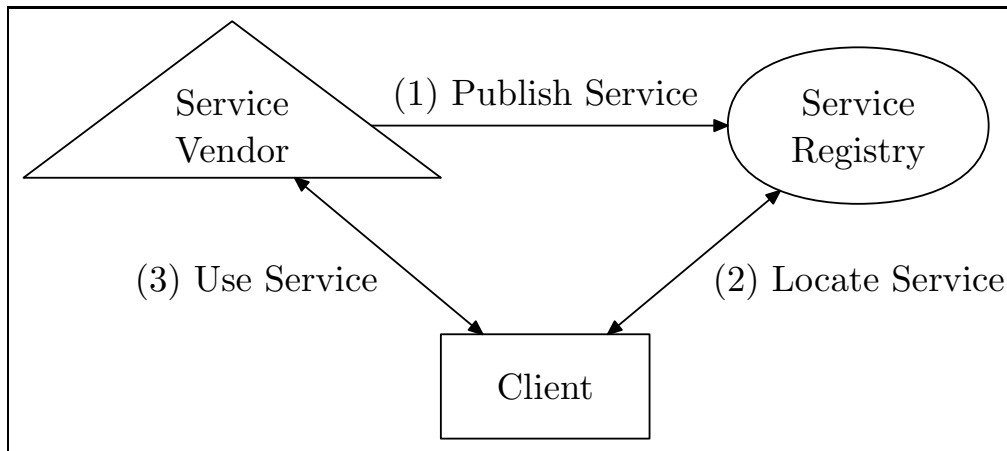 (1) Publish Service
Service
Vendor
Service
Registry
(3) Use Service
(2) Locate Service
Client